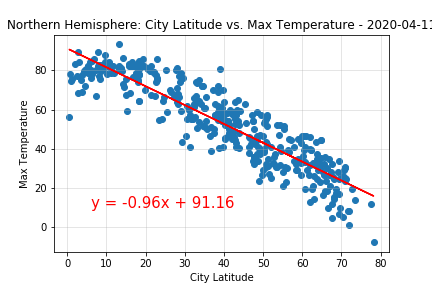 Northern Hemisphere: City Latitude vs. Max Temperature - 2020-04-11
80
60
40
20
0
Max Temperature
y = -0.96x + 91.16
0 10 20 30 40 50 60 70 80
City Latitude